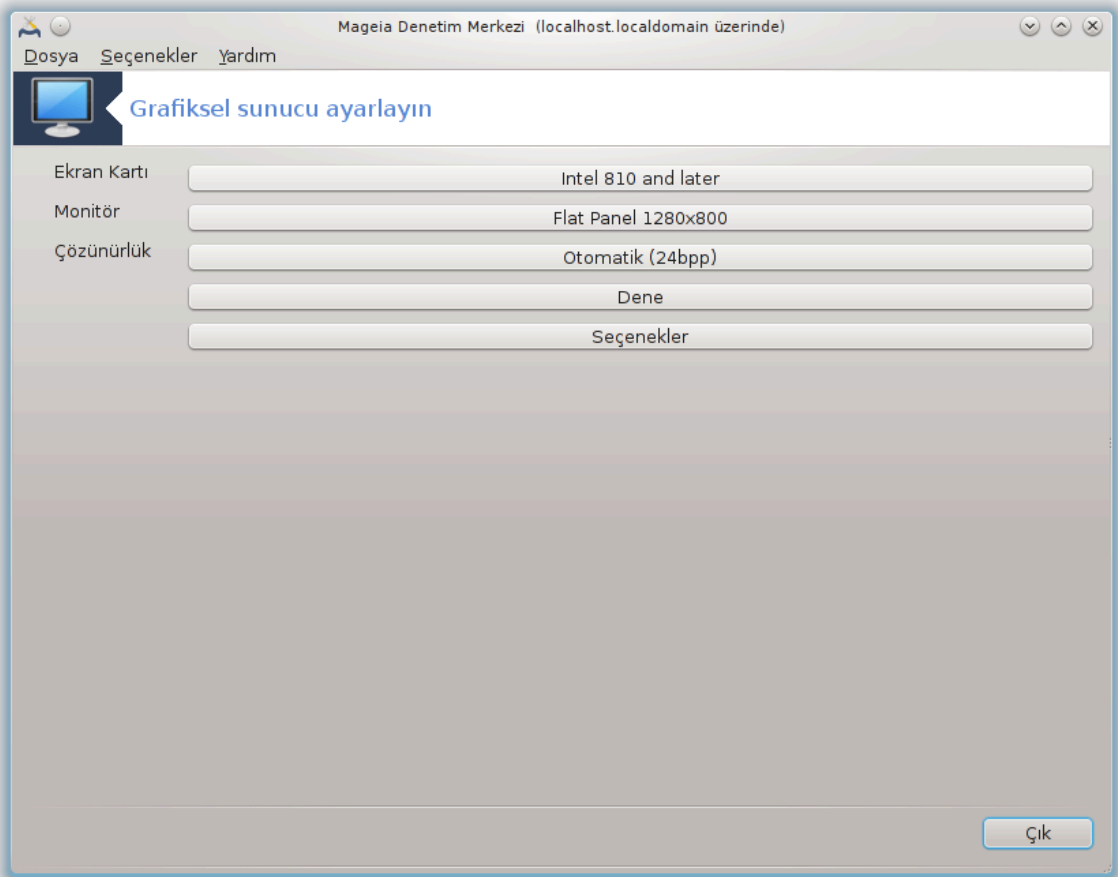 Mageia Denetim Merkezi (localhost.localdomain üzerinde)
Dosya Seçenekler Yardım
Grafiksel sunucu ayarlayın
Ekran Kartı
Intel 810 and later
Monitör
Flat Panel 1280x800
Çözünürlük
Otomatik (24bpp)
Dene
Seçenekler
Çık